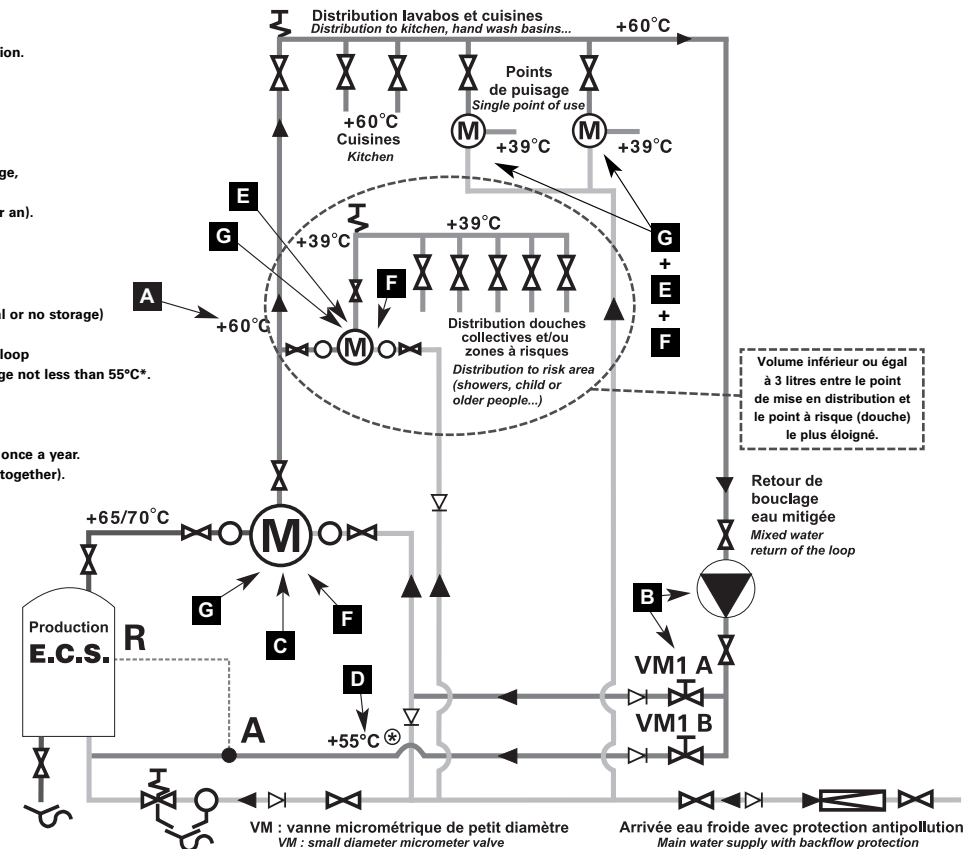 Distribution lavabos et cuisines
Distribution to kitchen, hand wash basins...
+60°C
tion.
Points
de puisage
Single point of use
+60°C
Cuisines
Kitchen
M
+39°C
M
+39°C
ge,
r an).
E
G
+39°C
+39°C
F
G
+
E
+
F
A
+60°C
al or no storage)
M
Distribution douches
collectives et/ou
zones à risques
Distribution to risk area
(showers, child or
older people...)
loop
ge not less than 55°C*.
Volume inférieur ou égal
à 3 litres entre le point
de mise en distribution et
le point à risque (douche)
le plus éloigné.
once a year.
together).
Retour de
bouclage
eau mitigée
Mixed water
return of the loop
+65/70°C
M
G
C
F
B
Production
E.C.S.
R
VM1 A
D
VM1 B
A
+55°C *
VM : vanne micrométrique de petit diamètre
VM : small diameter micrometer valve
Arrivée eau froide avec protection antipollution
Main water supply with backflow protection